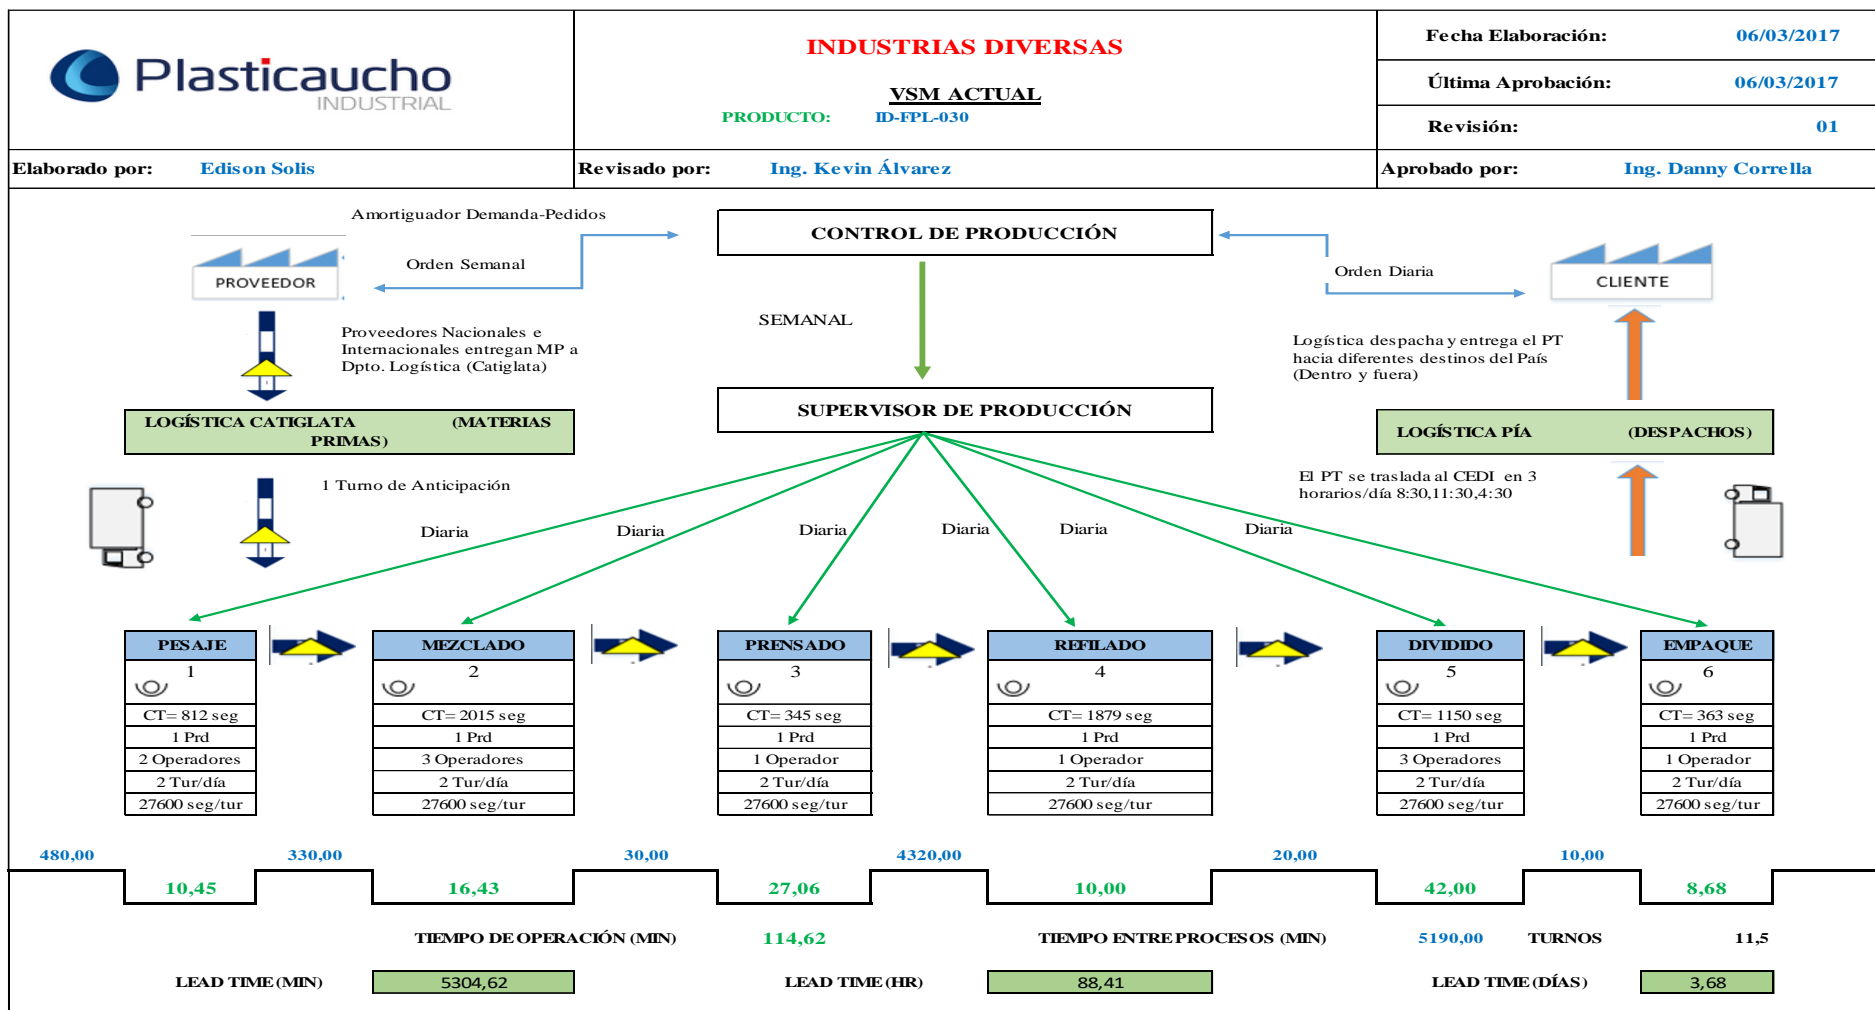 Plasticaucho
INDUSTRIAL
INDUSTRIAS DIVERSAS
VSM ACTUAL
PRODUCTO: ID-FPL-030
Fecha Elaboración: 06/03/2017
Última Aprobación: 06/03/2017
Revisión: 01
Elaborado por: Edison Solis
Revisado por: Ing. Kevin Álvarez
Aprobado por: Ing. Danny Corrella
Amortiguador Demanda-Pedidos
CONTROL DE PRODUCCIÓN
PROVEEDOR
Orden Semanal
Orden Diaria
CLIENTE
SEMANAL
Proveedores Nacionales e
Internacionales entregan MP a
Dpto. Logística (Catiglata)
Logística despacha y entrega el PT
hacia diferentes destinos del País
(Dentro y fuera)
LOGÍSTICA CATIGLATA (MATERIAS
PRIMAS)
SUPERVISOR DE PRODUCCIÓN
LOGÍSTICA PÍA (DESPACHOS)
1 Turno de Anticipación
El PT se traslada al CEDI en 3
horarios/día 8:30,11:30,4:30
Diaria Diaria Diaria Diaria Diaria Diaria
PESAJE MEZCLADO PRENSADO REFILADO DIVIDIDO EMPAQUE
1 2 3 4 5 6
CT= 812 seg CT= 2015 seg CT= 345 seg CT= 1879 seg CT= 1150 seg CT= 363 seg
1 Prd 1 Prd 1 Prd 1 Prd 1 Prd 1 Prd
2 Operadores 3 Operadores 1 Operador 1 Operador 3 Operadores 1 Operador
2 Tur/día 2 Tur/día 2 Tur/día 2 Tur/día 2 Tur/día 2 Tur/día
27600 seg/tur 27600 seg/tur 27600 seg/tur 27600 seg/tur 27600 seg/tur 27600 seg/tur
480,00 330,00 30,00 4320,00 20,00 10,00
10,45 16,43 27,06 10,00 42,00 8,68
TIEMPO DE OPERACIÓN (MIN) 114,62 TIEMPO ENTRE PROCESOS (MIN) 5190,00 TURNOS 11,5
LEAD TIME (MIN) 5304,62 LEAD TIME (HR) 88,41 LEAD TIME (DÍAS) 3,68